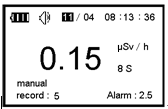 11 / 04 08 : 13 : 36
0.15 μSv / h
8 S
manual
record : 5 Alarm : 2.5